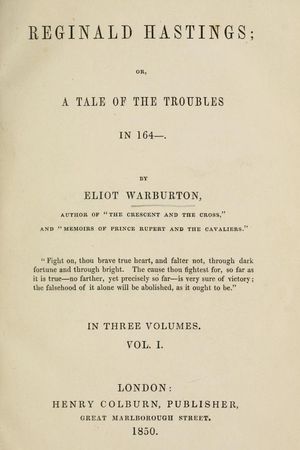 REGINALD HASTINGS;
OR,
A TALE OF THE TROUBLES
IN 164—.
BY
ELIOT WARBURTON,
AUTHOR OF "THE CRESCENT AND THE CROSS,"
AND "MEMOIRS OF PRINCE RUPERT AND THE CAVALIERS."
"Fight on, thou brave true heart, and falter not, through dark
fortune and through bright. The cause thou fightest for, so far as
it is true—no farther, yet precisely so far—is very sure of victory;
the falsehood of it alone will be abolished, as it ought to be."
IN THREE VOLUMES.
VOL. I.
LONDON:
HENRY COLBURN, PUBLISHER,
GREAT MARLBOROUGH STREET.
1850.